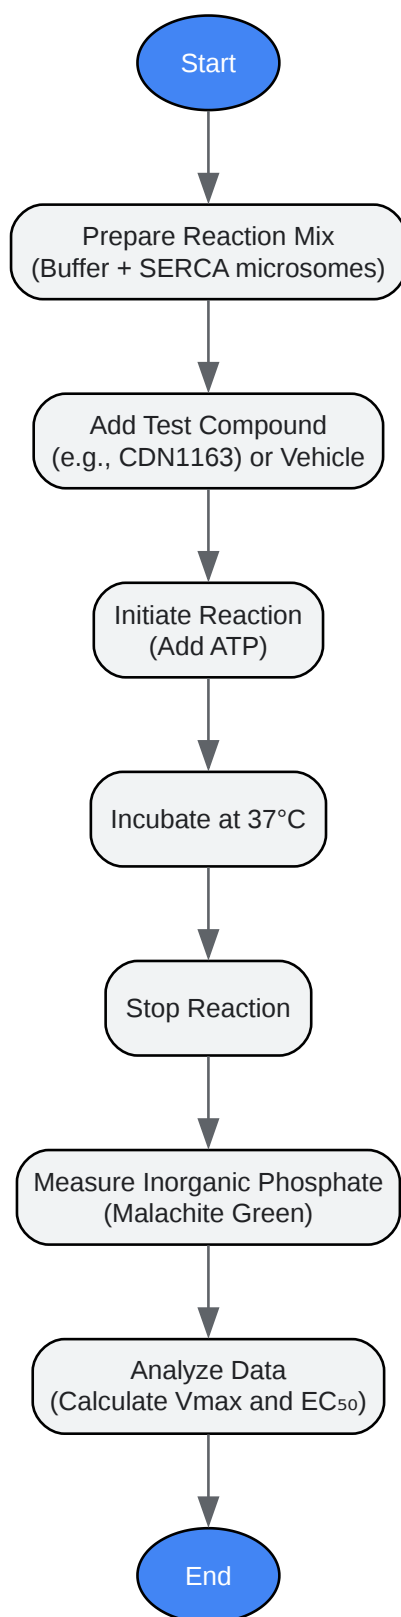 Start
Prepare Reaction Mix
(Buffer + SERCA microsomes)
Add Test Compound
(e.g., CDN1163) or Vehicle
Initiate Reaction
(Add ATP)
Incubate at 37°C
Stop Reaction
Measure Inorganic Phosphate
(Malachite Green)
Analyze Data
(Calculate Vmax and EC₅₀)
End